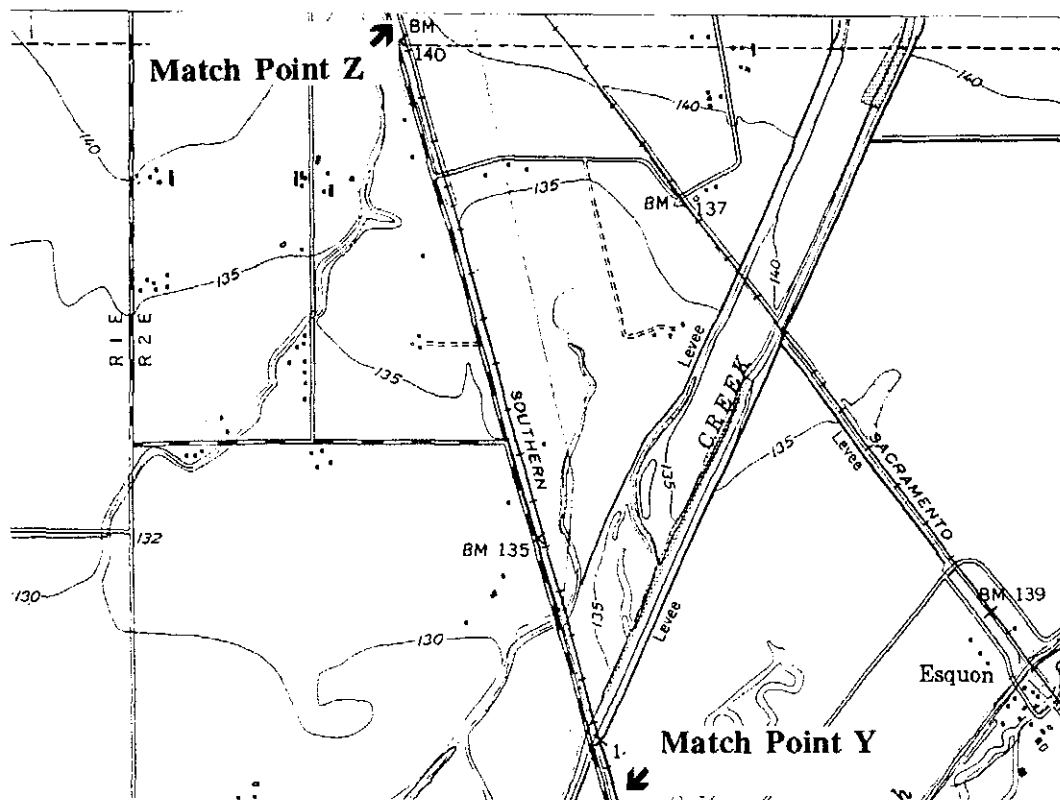 BM
140
Match Point Z
140
140
135
BM 137
135
140
R1E
R2E
Levee
135
SOUTHERN
CREEK
135
135
Levee
SACRAMENTO
132
BM 135
130
135
BM 139
130
Levee
Esquon
Match Point Y